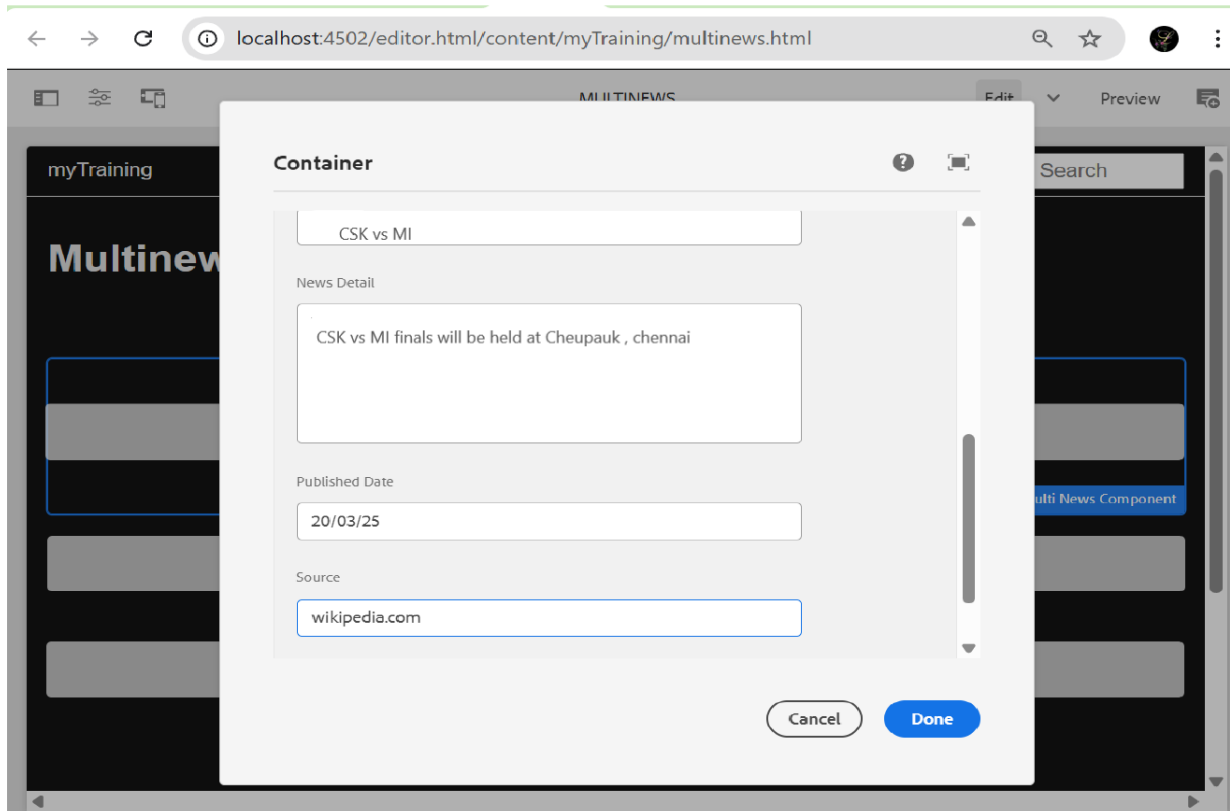 localhost:4502/editor.html/content/myTraining/multinews.html
MULTINEWS
Edit
Preview
myTraining
Search
Container
CSK vs MI
News Detail
CSK vs MI finals will be held at Cheupauk , chennai
Published Date
20/03/25
ulti News Component
Source
wikipedia.com
Cancel
Done
Multinew